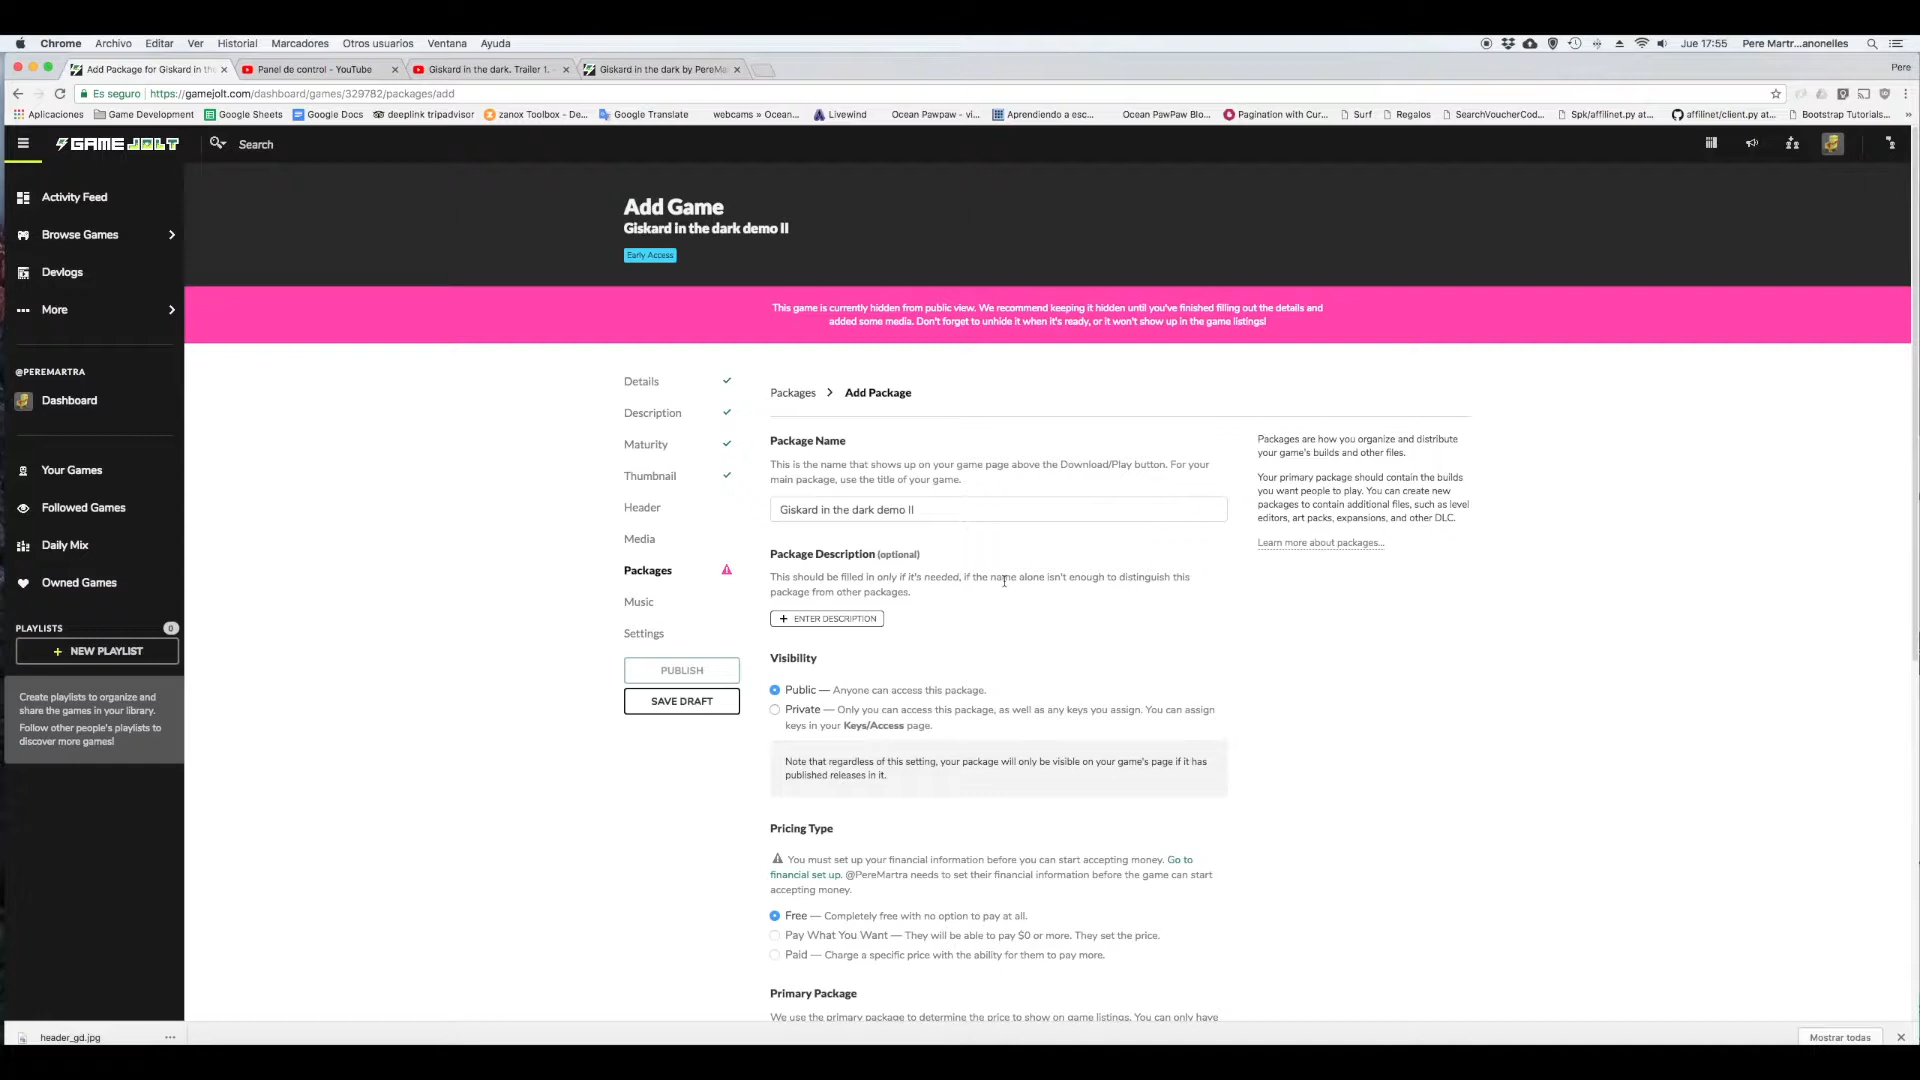 Chrome Archivo Editar Ver Historial Marcadores Otros usuarios Ventana Ayuda Jue 17:55 Pere Martr...anonelles
Add Package for Giskard in the Panel de control - YouTube Giskard in the dark. Trailer 1. - Giskard in the dark by PereMa Pere
Es seguro https://gamejolt.com/dashboard/games/329782/packages/add
Aplicaciones Game Development Google Sheets Google Docs deeplink tripadvisor zanox Toolbox - De... Google Translate webcams » Ocean... Livewind Ocean Pawpaw - vi... Aprendiendo a esc... Ocean PawPaw Blo... Pagination with Cur... Surf Regalos SearchVoucherCod... Spk/affilinet.py at... affilinet/client.py at... Bootstrap Tutorials... »
GAME JOLT Search
Activity Feed
Browse Games
Devlogs
More
@PEREMARTRA
Dashboard
Your Games
Followed Games
Daily Mix
Owned Games
PLAYLISTS 0
+ NEW PLAYLIST
Create playlists to organize and
share the games in your library.
Follow other people's playlists to
discover more games!
Add Game
Giskard in the dark demo II
Early Access
This game is currently hidden from public view. We recommend keeping it hidden until you've finished filling out the details and
added some media. Don't forget to unhide it when it's ready, or it won't show up in the game listings!
Details
Description
Maturity
Thumbnail
Header
Media
Packages
Music
Settings
PUBLISH
SAVE DRAFT
Packages > Add Package
Package Name
This is the name that shows up on your game page above the Download/Play button. For your
main package, use the title of your game.
Giskard in the dark demo II
Package Description (optional)
This should be filled in only if it's needed, if the name alone isn't enough to distinguish this
package from other packages.
+ ENTER DESCRIPTION
Visibility
Public — Anyone can access this package.
Private — Only you can access this package, as well as any keys you assign. You can assign
keys in your Keys/Access page.
Note that regardless of this setting, your package will only be visible on your game's page if it has
published releases in it.
Pricing Type
You must set up your financial information before you can start accepting money. Go to
financial set up. @PereMartra needs to set their financial information before the game can start
accepting money.
Free — Completely free with no option to pay at all.
Pay What You Want — They will be able to pay $0 or more. They set the price.
Paid — Charge a specific price with the ability for them to pay more.
Primary Package
We use the primary package to determine the price to show on game listings. You can only have
Packages are how you organize and distribute
your game's builds and other files.
Your primary package should contain the builds
you want people to play. You can create new
packages to contain additional files, such as level
editors, art packs, expansions, and other DLC.
Learn more about packages...
header_gd.jpg Mostrar todas